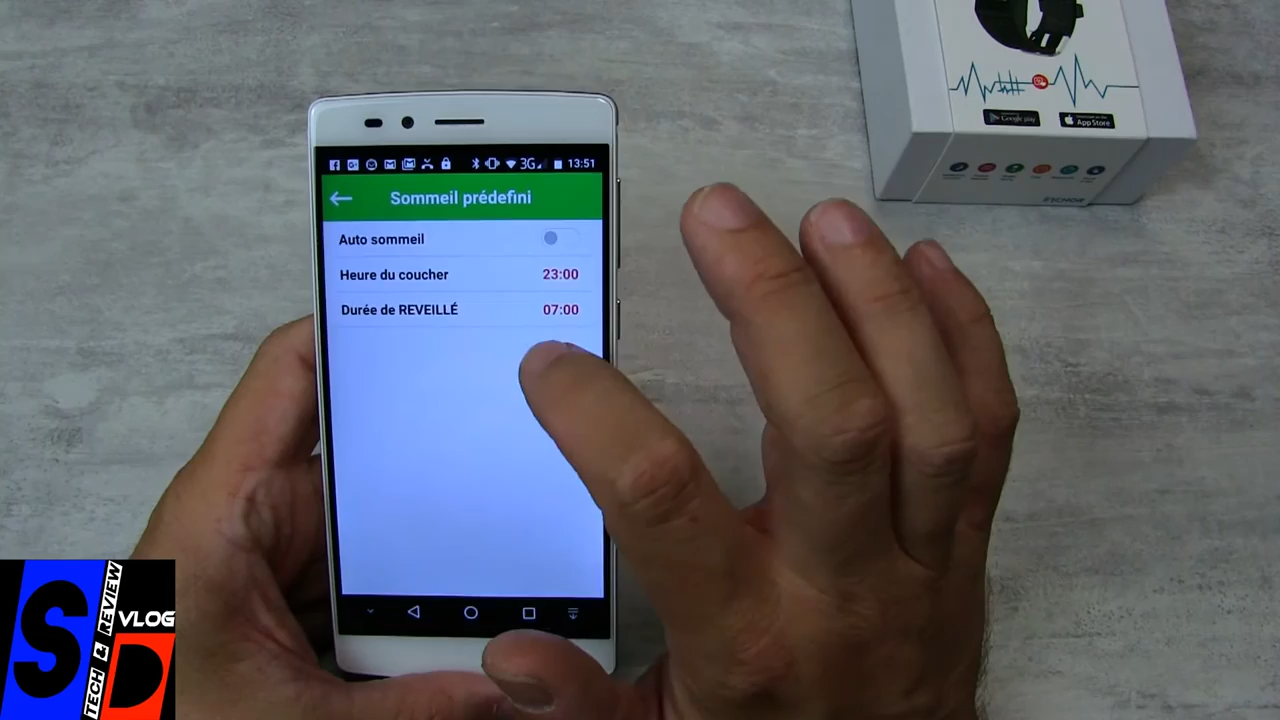 Google play
App Store
3G 13:51
Sommeil prédefini
Auto sommeil
Heure du coucher 23:00
Durée de REVEILLÉ 07:00
SD
TECH & REVIEW
VLOG